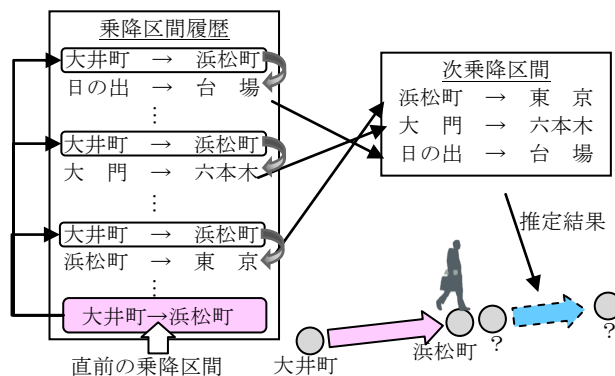 乗降区間履歴
大井町 → 浜松町
日の出 → 台 場
⋮
大井町 → 浜松町
大 門 → 六本木
⋮
大井町 → 浜松町
浜松町 → 東 京
⋮
大井町→浜松町
直前の乗降区間
次乗降区間
浜松町 → 東 京
大 門 → 六本木
日の出 → 台 場
推定結果
大井町
浜松町
?
?